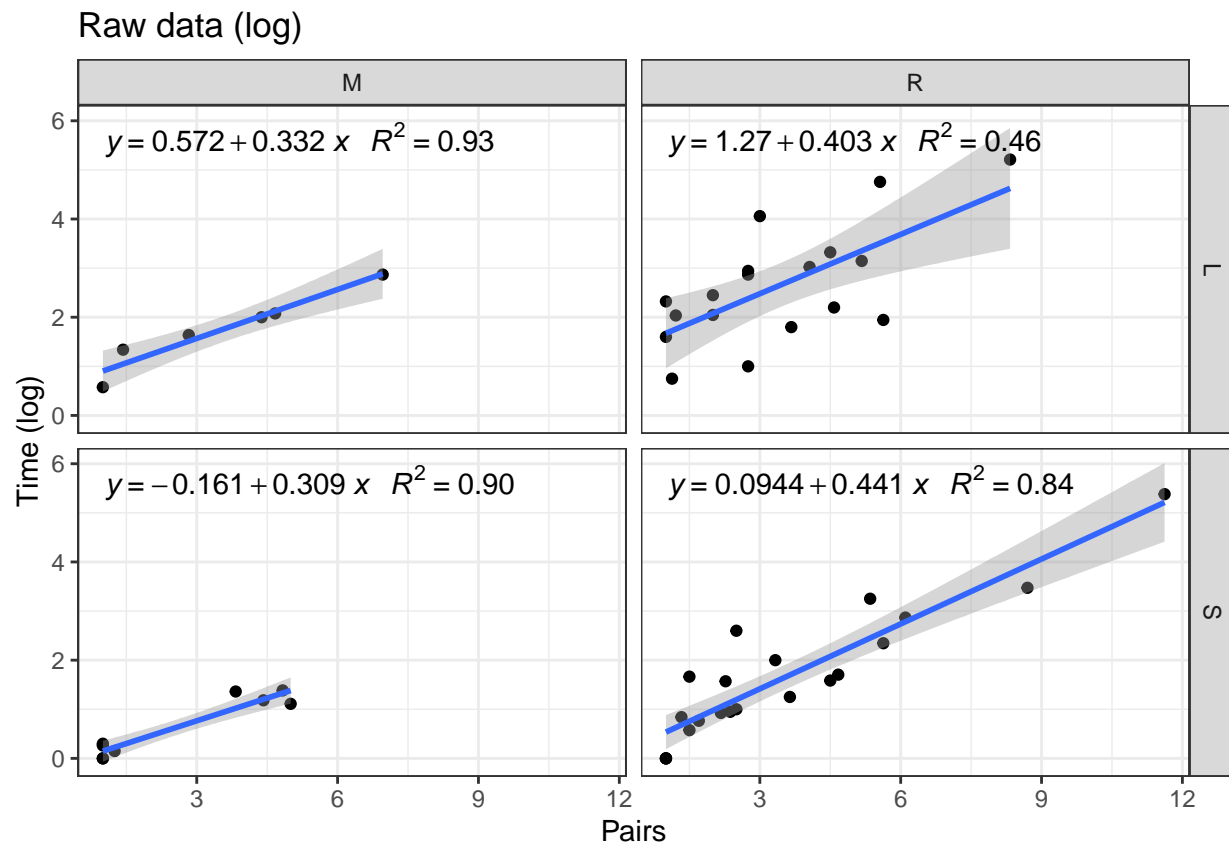 Raw data (log)
M
R
y = 0.572 + 0.332 x R² = 0.93
y = 1.27 + 0.403 x R² = 0.46
L
6
4
2
0
y = −0.161 + 0.309 x R² = 0.90
y = 0.0944 + 0.441 x R² = 0.84
S
6
4
2
0
Time (log)
3 6 9 12
3 6 9 12
Pairs